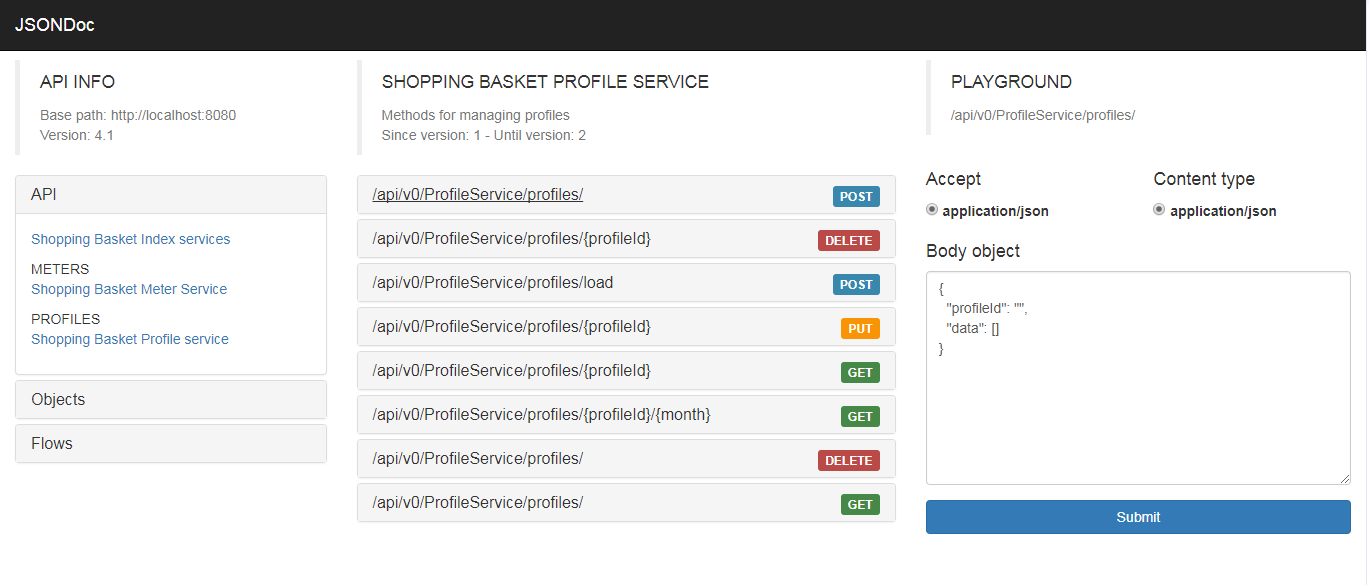 JSONDoc
API INFO
Base path: http://localhost:8080
Version: 4.1
API
Shopping Basket Index services
METERS
Shopping Basket Meter Service
PROFILES
Shopping Basket Profile service
Objects
Flows
SHOPPING BASKET PROFILE SERVICE
Methods for managing profiles
Since version: 1 - Until version: 2
/api/v0/ProfileService/profiles/ POST
/api/v0/ProfileService/profiles/{profileId} DELETE
/api/v0/ProfileService/profiles/load POST
/api/v0/ProfileService/profiles/{profileId} PUT
/api/v0/ProfileService/profiles/{profileId} GET
/api/v0/ProfileService/profiles/{profileId}/{month} GET
/api/v0/ProfileService/profiles/ DELETE
/api/v0/ProfileService/profiles/ GET
PLAYGROUND
/api/v0/ProfileService/profiles/
Accept
application/json
Content type
application/json
Body object
{
"profileId": "",
"data": []
}
Submit